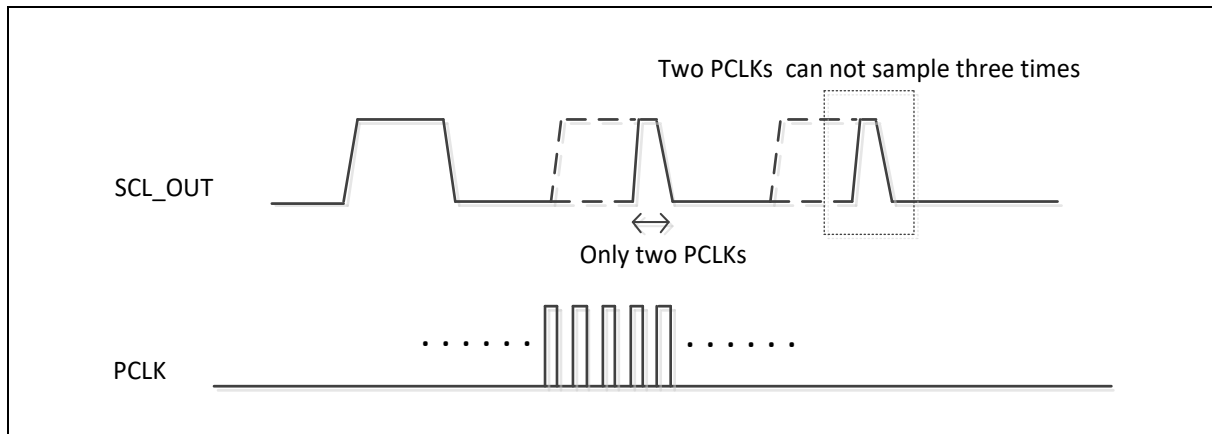 Two PCLKs can not sample three times
SCL_OUT
Only two PCLKs
. . . . . . . . . . . .
PCLK